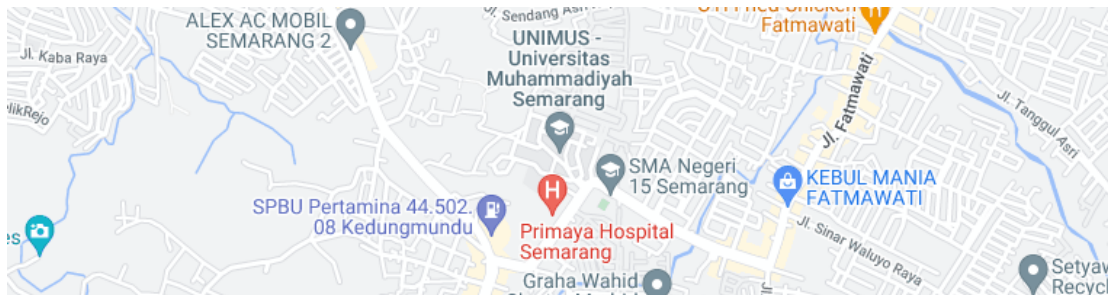 ALEX AC MOBIL
SEMARANG 2
Jl. Kaba Raya
Jl. Sendang
UNIMUS -
Universitas
Muhammadiyah
Semarang
Fatmawati
Jl. Fatmawati
Jl. Tanggul Asri
SMA Negeri
15 Semarang
KEBUL MANIA
FATMAWATI
SPBU Pertamina 44.502.
08 Kedungmundu
H
Primaya Hospital
Semarang
Jl. Sinar Waluyo Raya
Graha Wahid